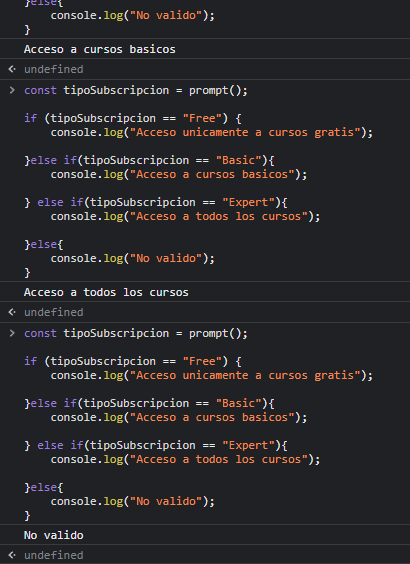 }else{
    console.log("No valido");
}
Acceso a cursos basicos
undefined
const tipoSubscripcion = prompt();
if (tipoSubscripcion == "Free") {
    console.log("Acceso unicamente a cursos gratis");
}else if(tipoSubscripcion == "Basic"){
    console.log("Acceso a cursos basicos");
} else if(tipoSubscripcion == "Expert"){
    console.log("Acceso a todos los cursos");
}else{
    console.log("No valido");
}
Acceso a todos los cursos
undefined
const tipoSubscripcion = prompt();
if (tipoSubscripcion == "Free") {
    console.log("Acceso unicamente a cursos gratis");
}else if(tipoSubscripcion == "Basic"){
    console.log("Acceso a cursos basicos");
} else if(tipoSubscripcion == "Expert"){
    console.log("Acceso a todos los cursos");
}else{
    console.log("No valido");
}
No valido
undefined